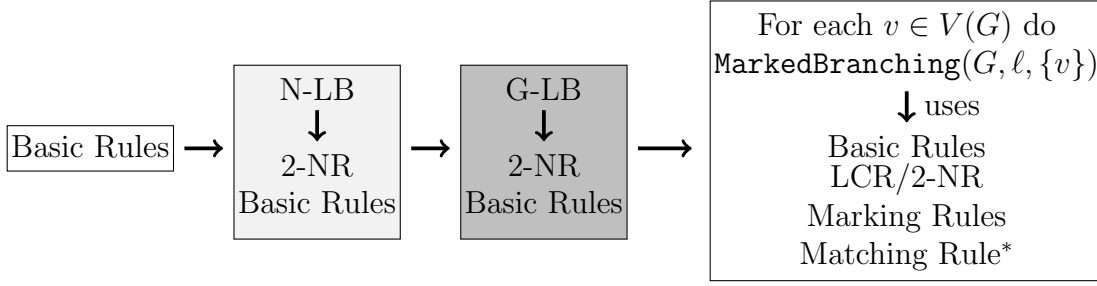 Basic Rules
N-LB
2-NR
Basic Rules
G-LB
2-NR
Basic Rules
For each v ∈ V(G) do
MarkedBranching(G, ℓ, {v})
uses
Basic Rules
LCR/2-NR
Marking Rules
Matching Rule*